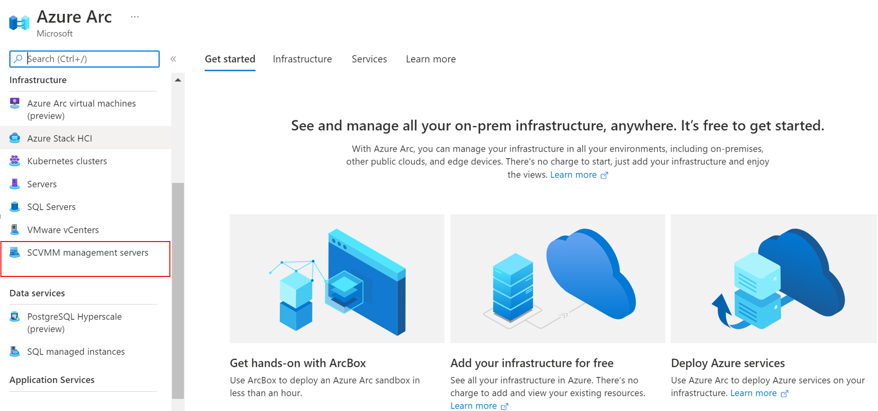 Azure Arc ...
Microsoft
Search (Ctrl+/)
«
Infrastructure
Azure Arc virtual machines
(preview)
Azure Stack HCI
Kubernetes clusters
Servers
SQL Servers
VMware vCenters
SCVMM management servers
Data services
PostgreSQL Hyperscale
(preview)
SQL managed instances
Application Services
Get started Infrastructure Services Learn more
See and manage all your on-prem infrastructure, anywhere. It’s free to get started.
With Azure Arc, you can manage your infrastructure in all your environments, including on-premises,
other public clouds, and edge devices. There's no charge to start, just add your infrastructure and enjoy
the views. Learn more
Get hands-on with ArcBox
Use ArcBox to deploy an Azure Arc sandbox in
less than an hour.
Add your infrastructure for free
See all your infrastructure in Azure. There's no
charge to add and view your existing resources.
Learn more
Deploy Azure services
Use Azure Arc to deploy Azure services on your
infrastructure. Learn more